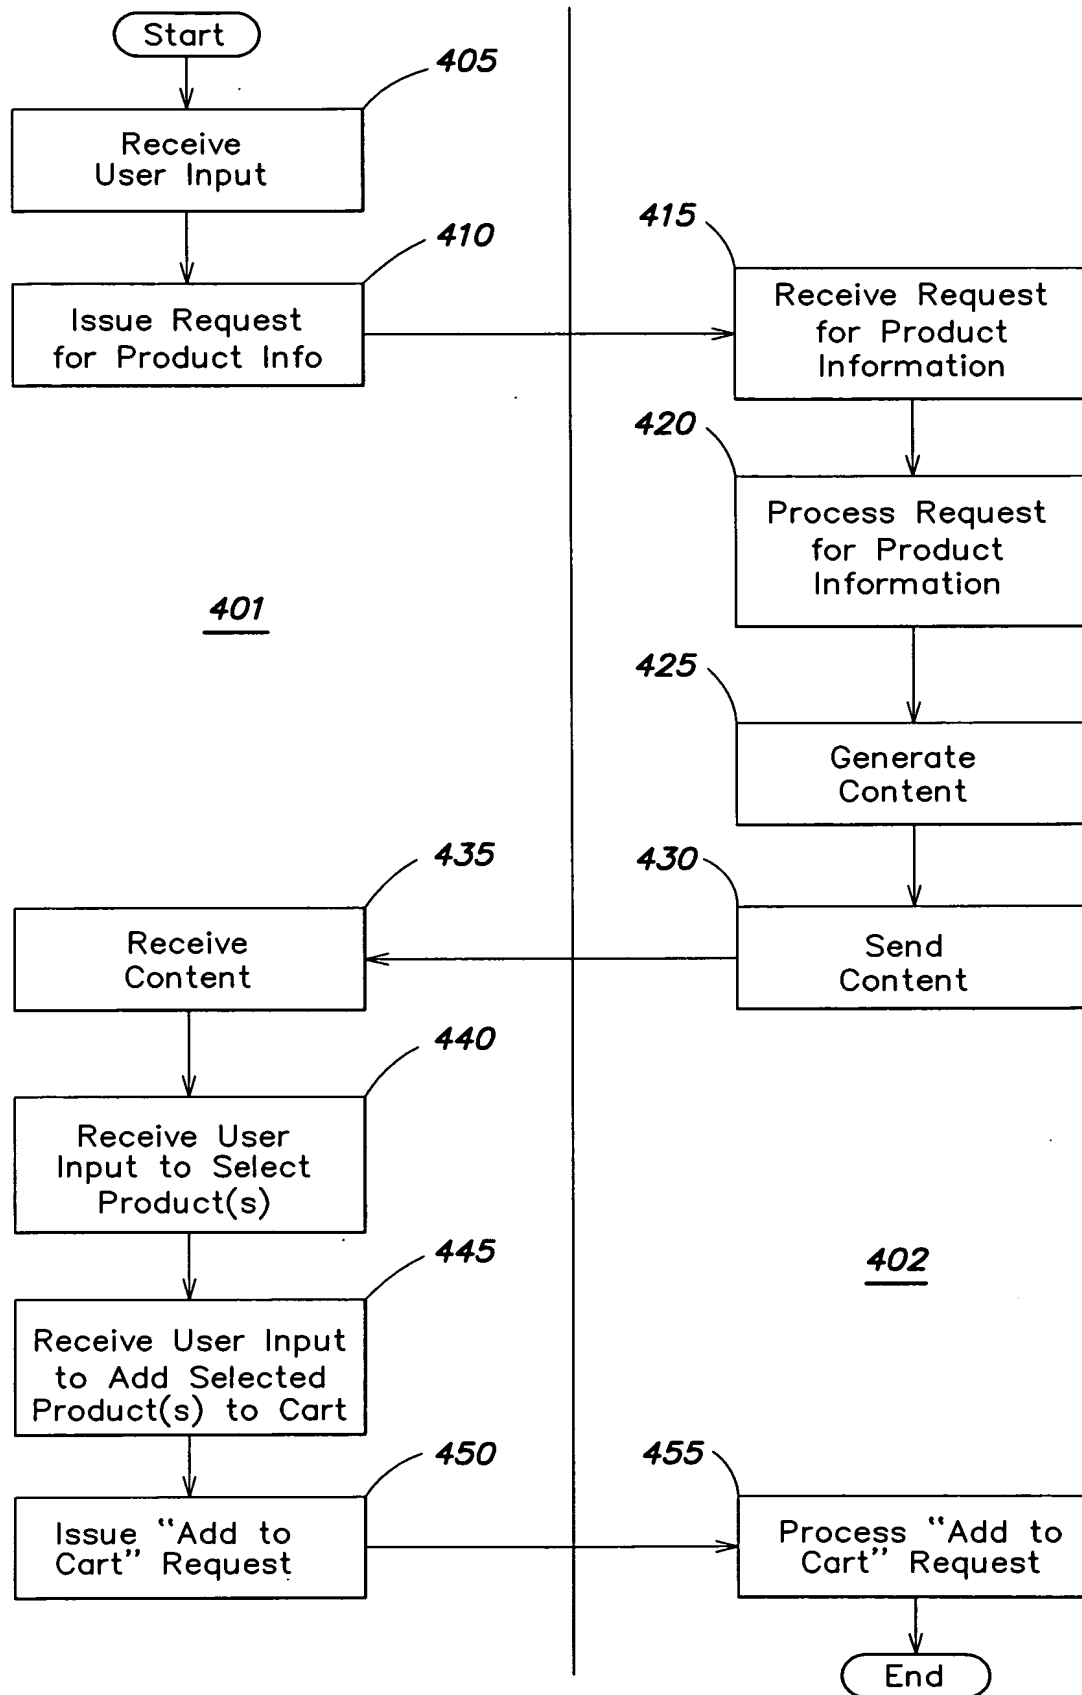 Start
405
Receive
User Input
410
Issue Request
for Product Info
415
Receive Request
for Product
Information
420
Process Request
for Product
Information
401
425
Generate
Content
430
Send
Content
435
Receive
Content
440
Receive User
Input to Select
Product(s)
445
Receive User Input
to Add Selected
Product(s) to Cart
402
450
Issue "Add to
Cart" Request
455
Process "Add to
Cart" Request
End